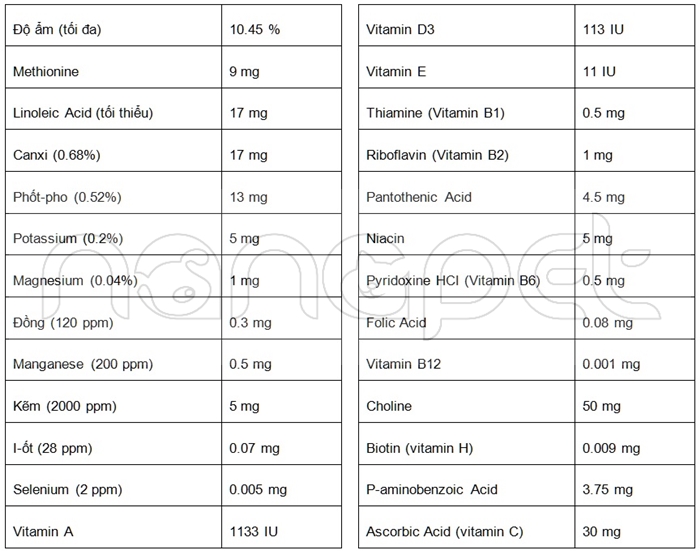 Độ ẩm (tối đa) 10.45 %
Methionine 9 mg
Linoleic Acid (tối thiểu) 17 mg
Canxi (0.68%) 17 mg
Phốt-pho (0.52%) 13 mg
Potassium (0.2%) 5 mg
Magnesium (0.04%) 1 mg
Đồng (120 ppm) 0.3 mg
Manganese (200 ppm) 0.5 mg
Kẽm (2000 ppm) 5 mg
I-ốt (28 ppm) 0.07 mg
Selenium (2 ppm) 0.005 mg
Vitamin A 1133 IU
Vitamin D3 113 IU
Vitamin E 11 IU
Thiamine (Vitamin B1) 0.5 mg
Riboflavin (Vitamin B2) 1 mg
Pantothenic Acid 4.5 mg
Niacin 5 mg
Pyridoxine HCl (Vitamin B6) 0.5 mg
Folic Acid 0.08 mg
Vitamin B12 0.001 mg
Choline 50 mg
Biotin (vitamin H) 0.009 mg
P-aminobenzoic Acid 3.75 mg
Ascorbic Acid (vitamin C) 30 mg
nanapet